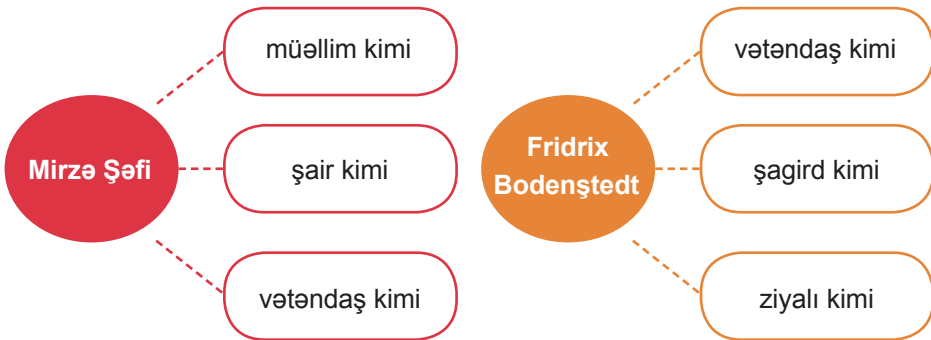 Mirzə Şəfi
müəllim kimi
şair kimi
vətəndaş kimi
Fridrix
Bodenştedt
vətəndaş kimi
şagird kimi
ziyalı kimi